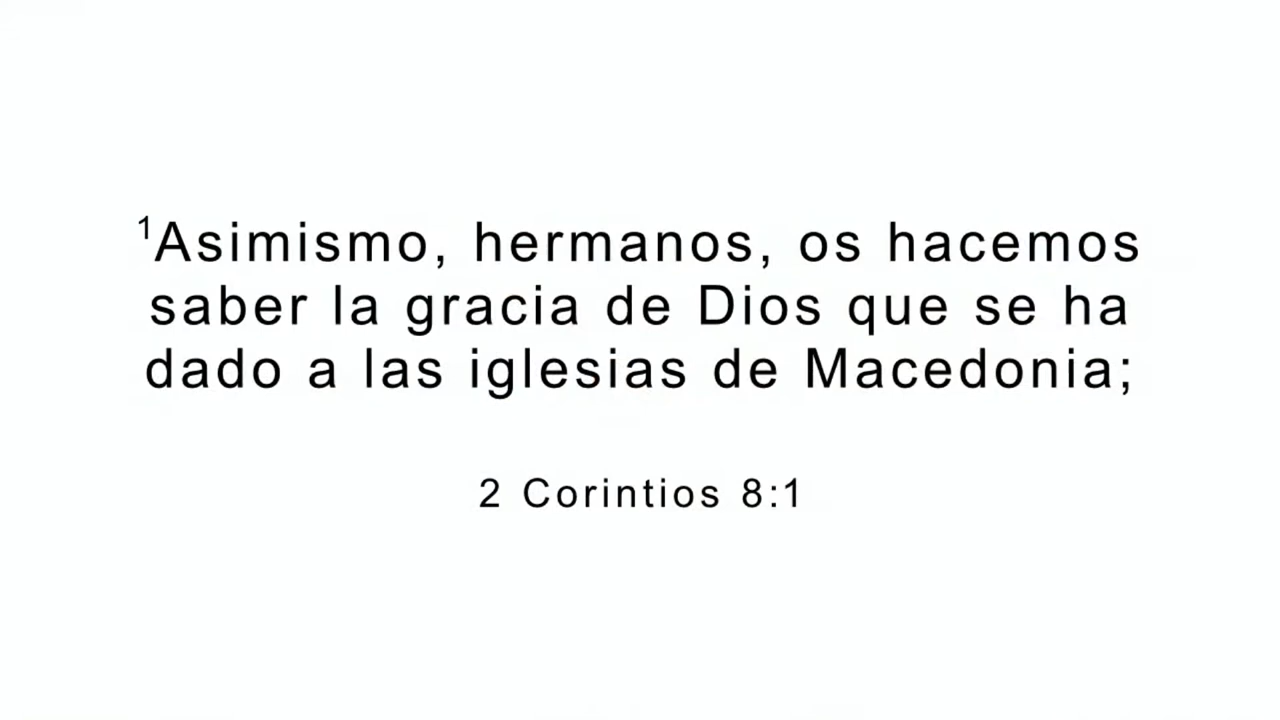 ¹Asimismo, hermanos, os hacemos
saber la gracia de Dios que se ha
dado a las iglesias de Macedonia;
2 Corintios 8:1